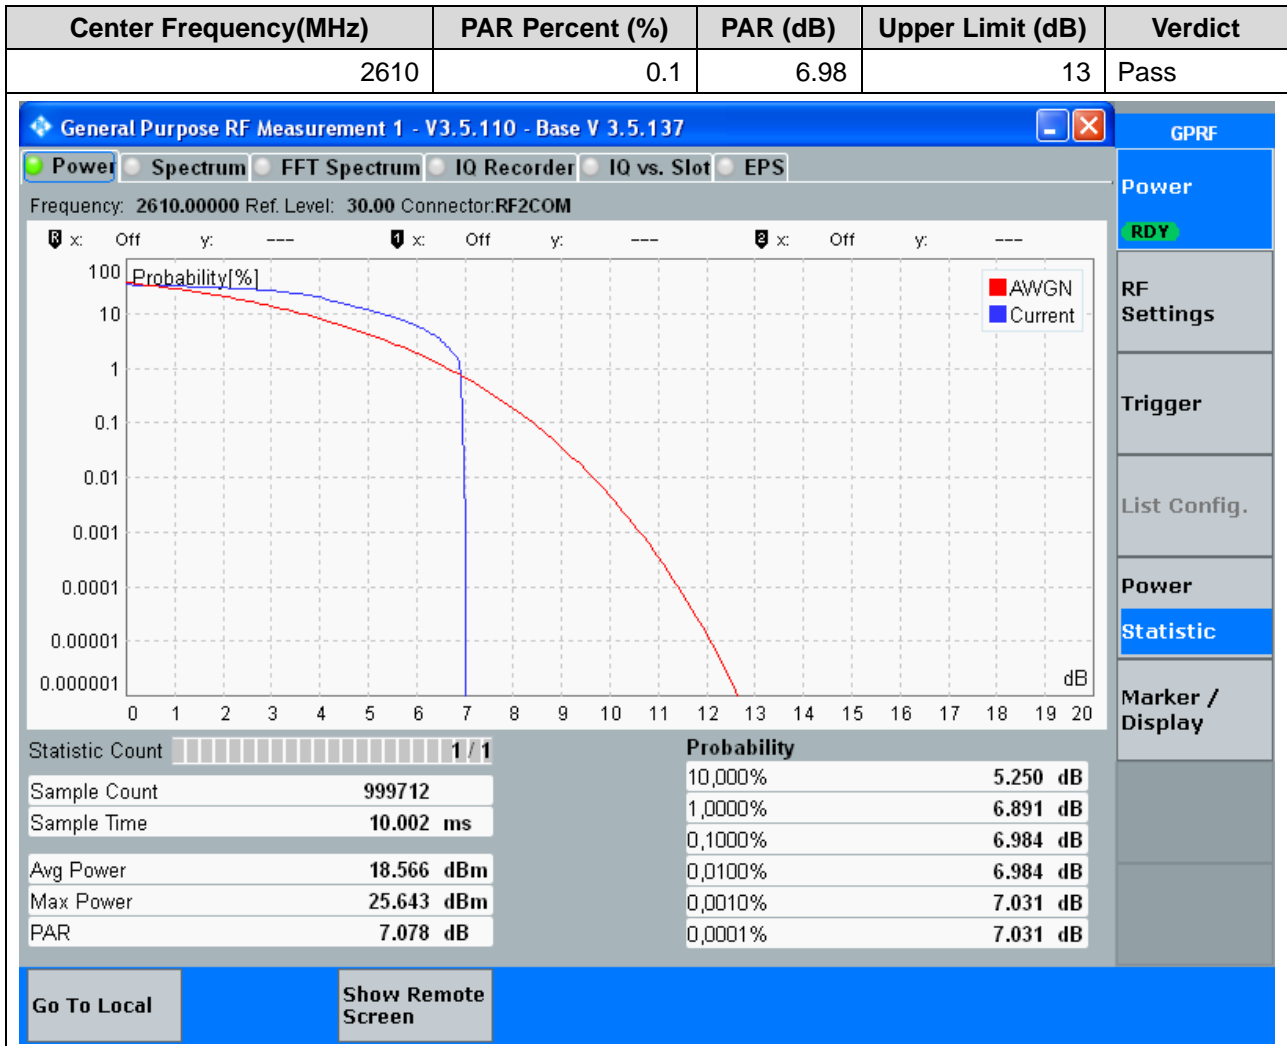 Center Frequency(MHz) PAR Percent (%) PAR (dB) Upper Limit (dB) Verdict
2610 0.1 6.98 13 Pass
General Purpose RF Measurement 1 - V3.5.110 - Base V 3.5.137
GPRF
Power Spectrum FFT Spectrum IQ Recorder IQ vs. Slot EPS
Power
RDY
Frequency: 2610.00000 Ref. Level: 30.00 Connector:RF2COM
R x: Off y: --- 1 x: Off y: --- 2 x: Off y: ---
Probability[%]
AWGN
Current
100
10
1
0.1
0.01
0.001
0.0001
0.00001
0.000001
dB
0 1 2 3 4 5 6 7 8 9 10 11 12 13 14 15 16 17 18 19 20
RF
Settings
Trigger
List Config.
Power
Statistic
Marker /
Display
Statistic Count 1 / 1
Sample Count 999712
Sample Time 10.002 ms
Avg Power 18.566 dBm
Max Power 25.643 dBm
PAR 7.078 dB
Probability
10,000% 5.250 dB
1,0000% 6.891 dB
0,1000% 6.984 dB
0,0100% 6.984 dB
0,0010% 7.031 dB
0,0001% 7.031 dB
Go To Local
Show Remote
Screen